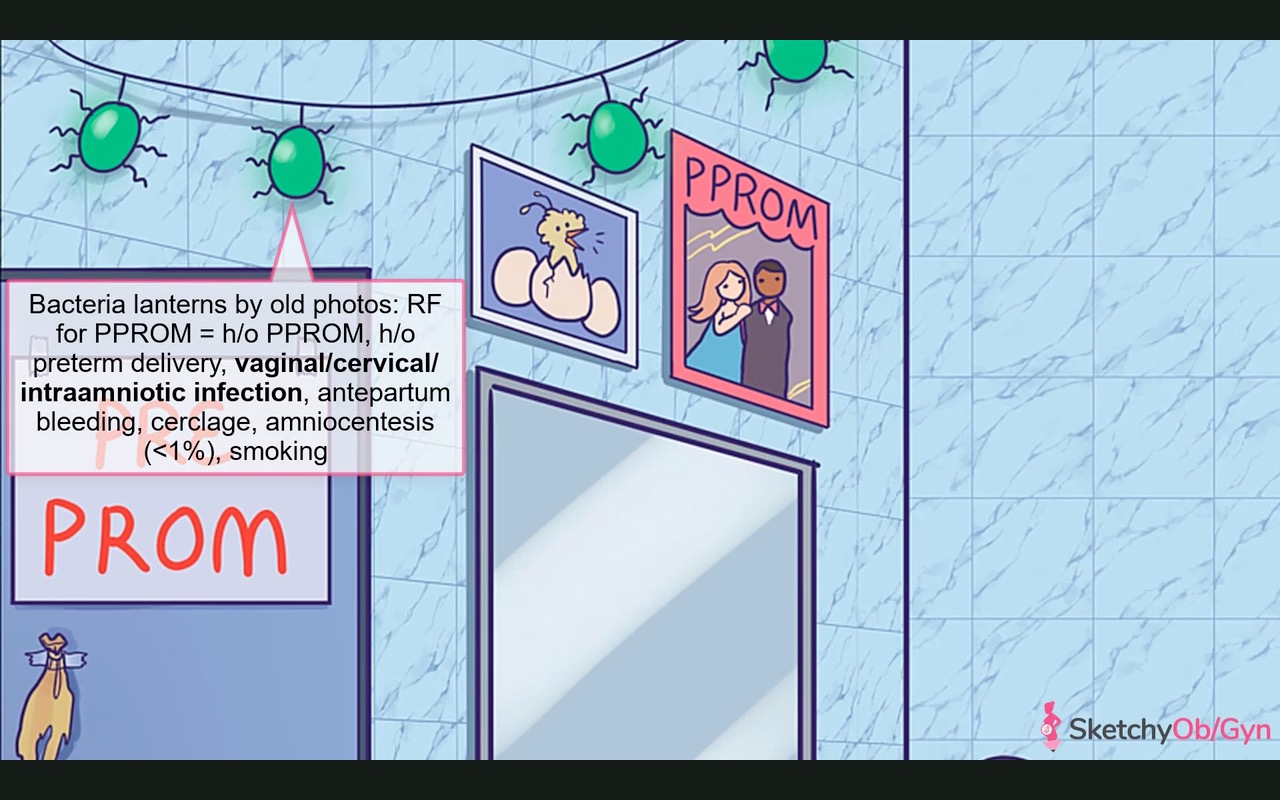 PPROM
Bacteria lanterns by old photos: RF
for PPROM = h/o PPROM, h/o
preterm delivery, vaginal/cervical/
intraamniotic infection, antepartum
bleeding, cerclage, amniocentesis
(<1%), smoking
PRE
PROM
SketchyOb/Gyn